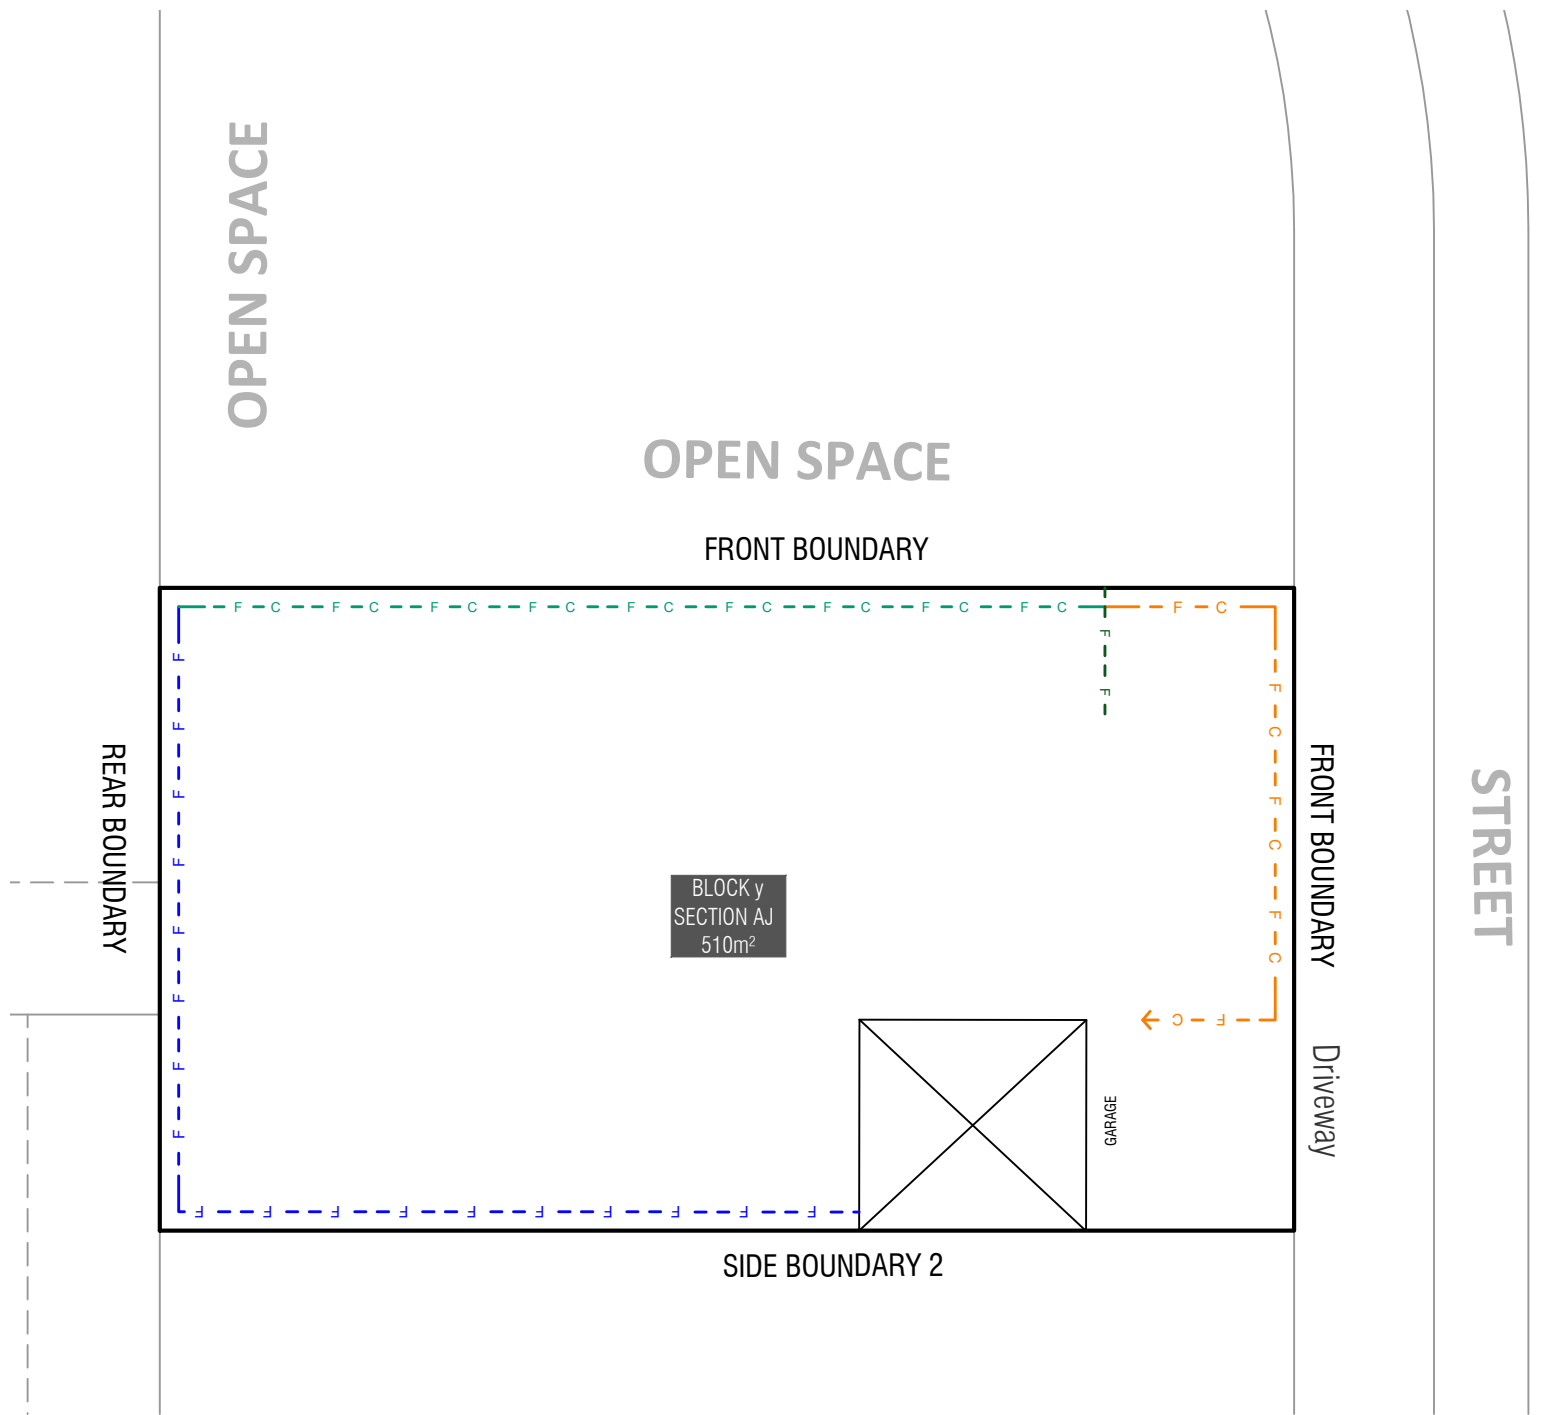 OPEN SPACE
OPEN SPACE
FRONT BOUNDARY
F C F C F C F C F C F C F C F C F C
F C
F F
F F F F F F F F
F C F C F C
C F
REAR BOUNDARY
BLOCK y
SECTION AJ
510m²
FRONT BOUNDARY
STREET
Driveway
GARAGE
F F F F F F F F F F
SIDE BOUNDARY 2